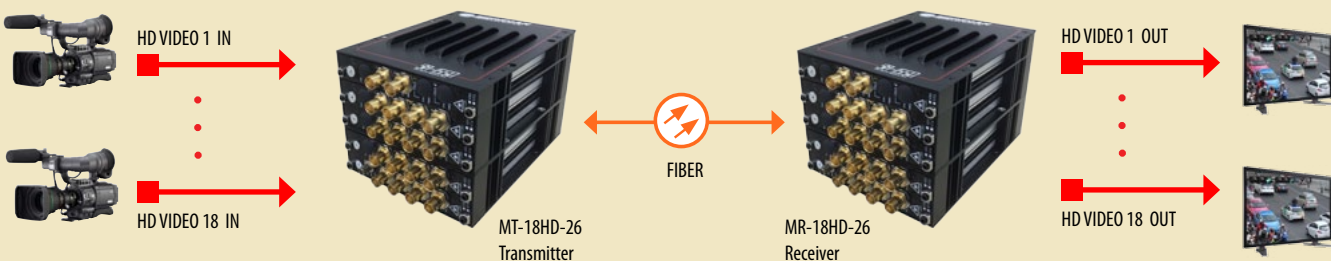 HD VIDEO 1 IN
HD VIDEO 18 IN
MT-18HD-26
Transmitter
FIBER
MR-18HD-26
Receiver
HD VIDEO 1 OUT
HD VIDEO 18 OUT